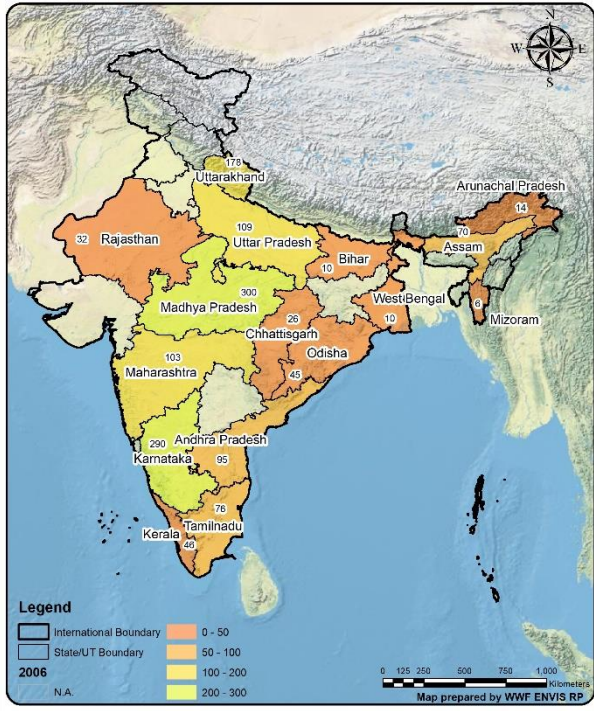 N
W E
S
178
Uttarakhand
Arunachal Pradesh
14
109
Uttar Pradesh
70
Assam
32
Rajasthan
Bihar
10
300
Madhya Pradesh
West Bengal
10
6
Mizoram
26
Chhattisgarh
Odisha
45
103
Maharashtra
290
Karnataka
Andhra Pradesh
95
76
Tamilnadu
Kerala
46
Legend
International Boundary
State/UT Boundary
2006
N.A.
0 - 50
50 - 100
100 - 200
200 - 300
0 125 250 500 750 1,000
Kilometers
Map prepared by WWF ENVIS RP